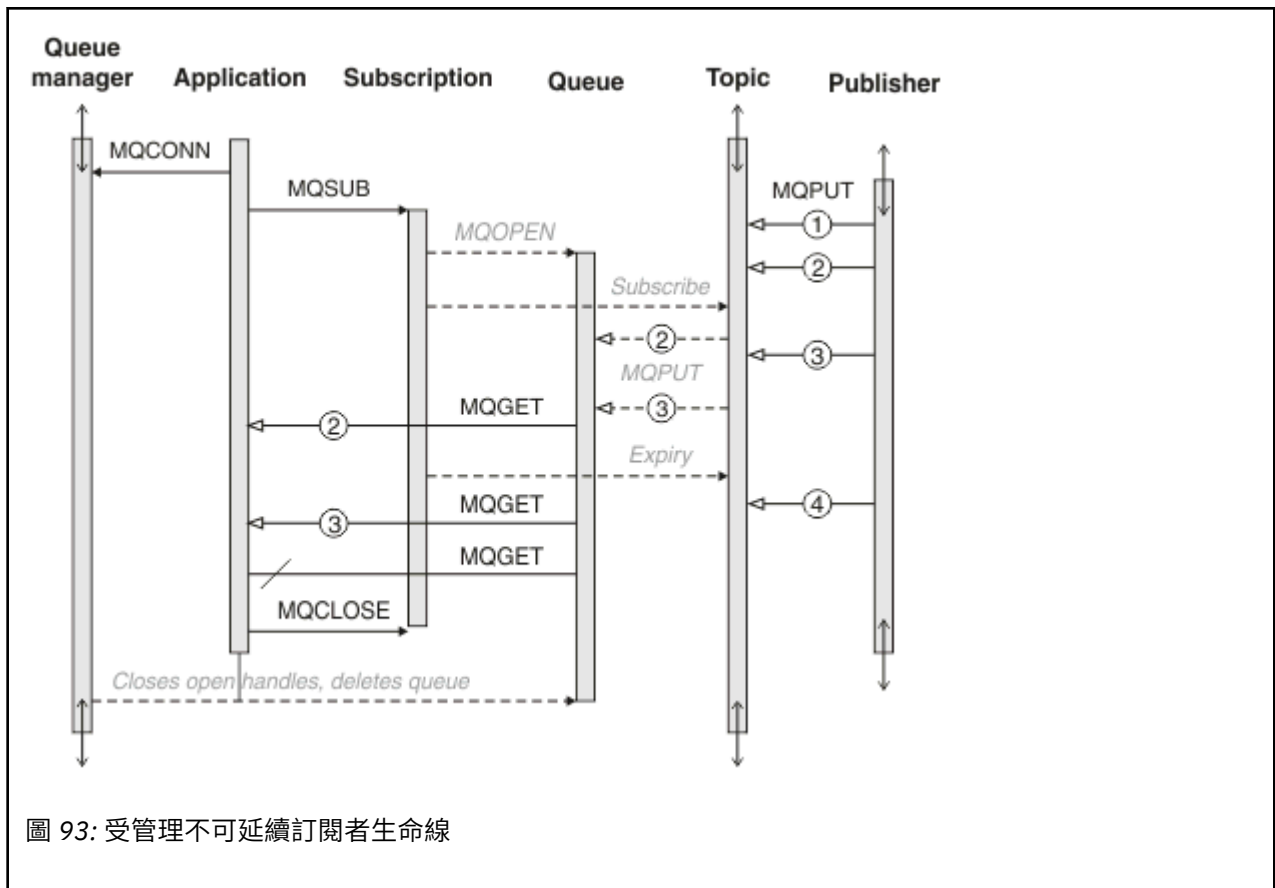 Queue manager
Application
Subscription
Queue
Topic
Publisher
MQCONN
MQSUB
MQPUT
1
MQOPEN
2
Subscribe
2
3
MQPUT
MQGET
3
2
Expiry
MQGET
4
3
MQGET
MQCLOSE
Closes open handles, deletes queue
圖 93: 受管理不可延續訂閱者生命線